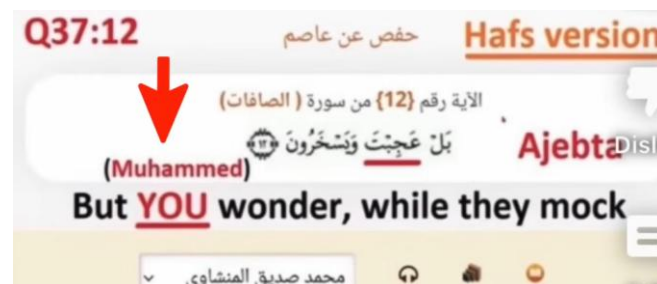 Q37:12 حفص عن عاصم Hafs version
الآية رقم {12} من سورة ( الصافات)
بَلْ عَجِبْتَ وَيَسْخَرُونَ ﴿١٢﴾ Ajebta
(Muhammed)
But YOU wonder, while they mock
محمد صديق المنشاوي